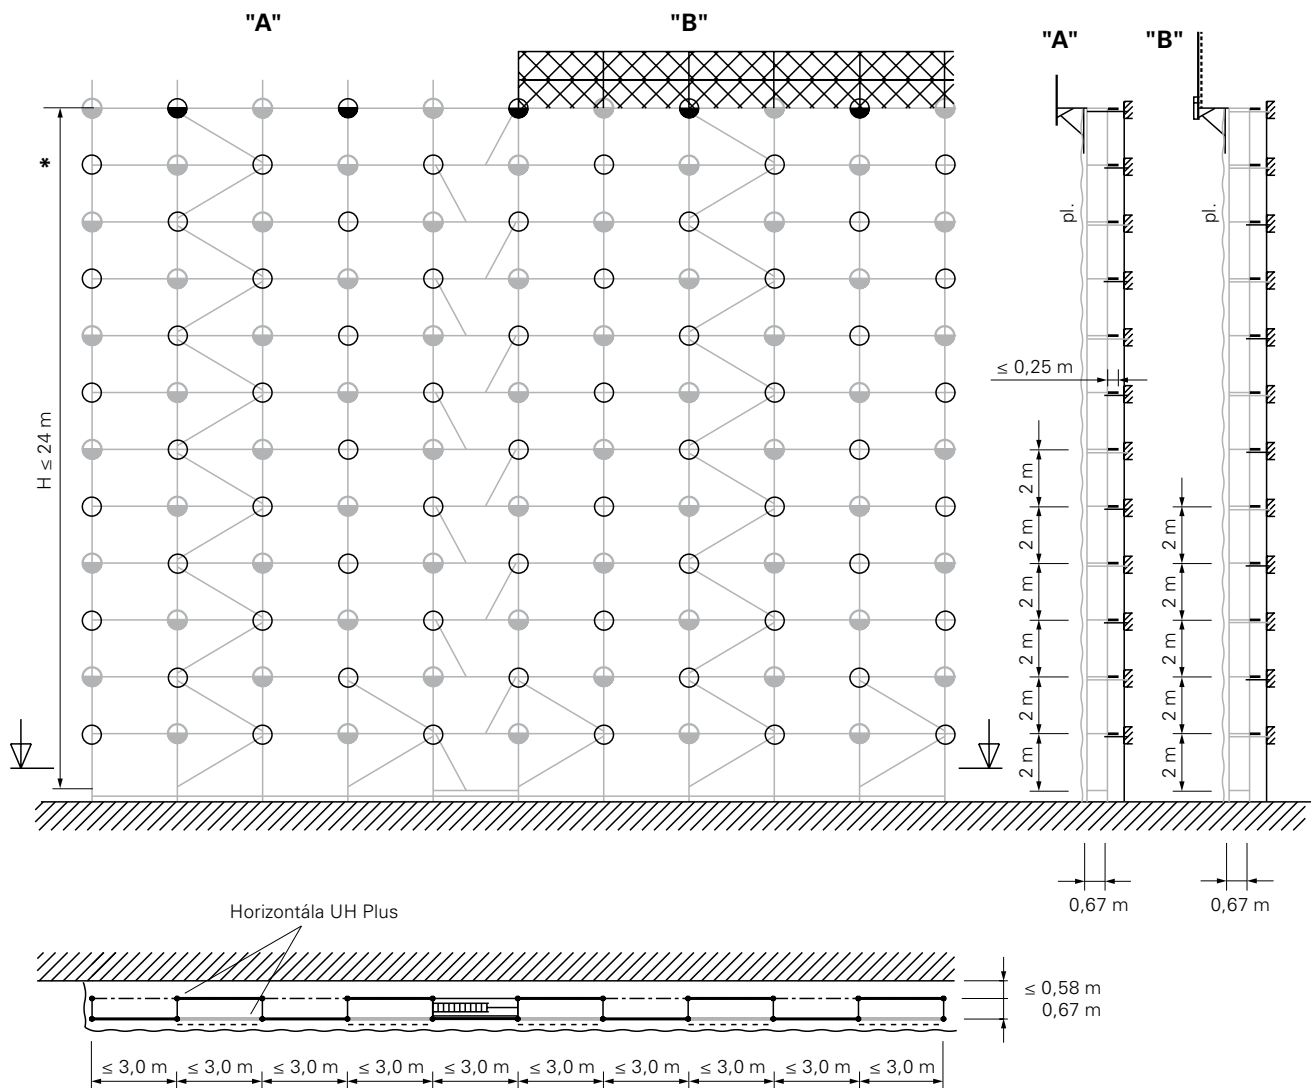 "A"
"B"
"A"
"B"
*
H ≤ 24 m
pl.
pl.
≤ 0,25 m
2 m
2 m
2 m
2 m
2 m
2 m
2 m
2 m
2 m
2 m
2 m
0,67 m
0,67 m
Horizontála UH Plus
≤ 0,58 m
0,67 m
≤ 3,0 m
≤ 3,0 m
≤ 3,0 m
≤ 3,0 m
≤ 3,0 m
≤ 3,0 m
≤ 3,0 m
≤ 3,0 m
≤ 3,0 m
≤ 3,0 m